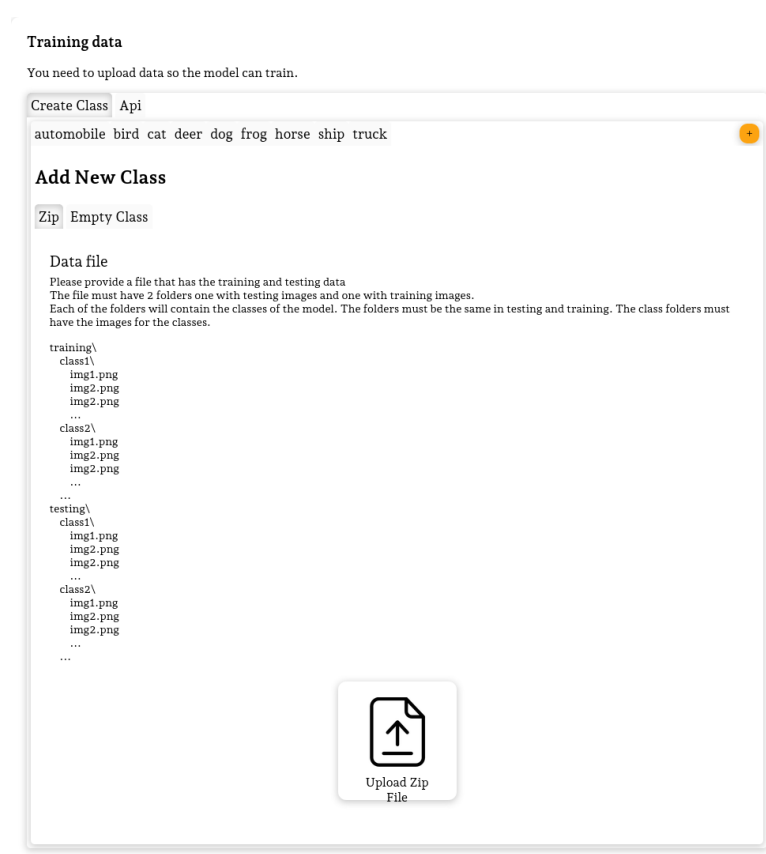 Training data
You need to upload data so the model can train.
Create Class Api
automobile bird cat deer dog frog horse ship truck +
Add New Class
Zip Empty Class
Data file
Please provide a file that has the training and testing data
The file must have 2 folders one with testing images and one with training images.
Each of the folders will contain the classes of the model. The folders must be the same in testing and training. The class folders must
have the images for the classes.
training\
class1\
img1.png
img2.png
img2.png
...
class2\
img1.png
img2.png
img2.png
...
...
testing\
class1\
img1.png
img2.png
img2.png
...
class2\
img1.png
img2.png
img2.png
...
...
Upload Zip
File